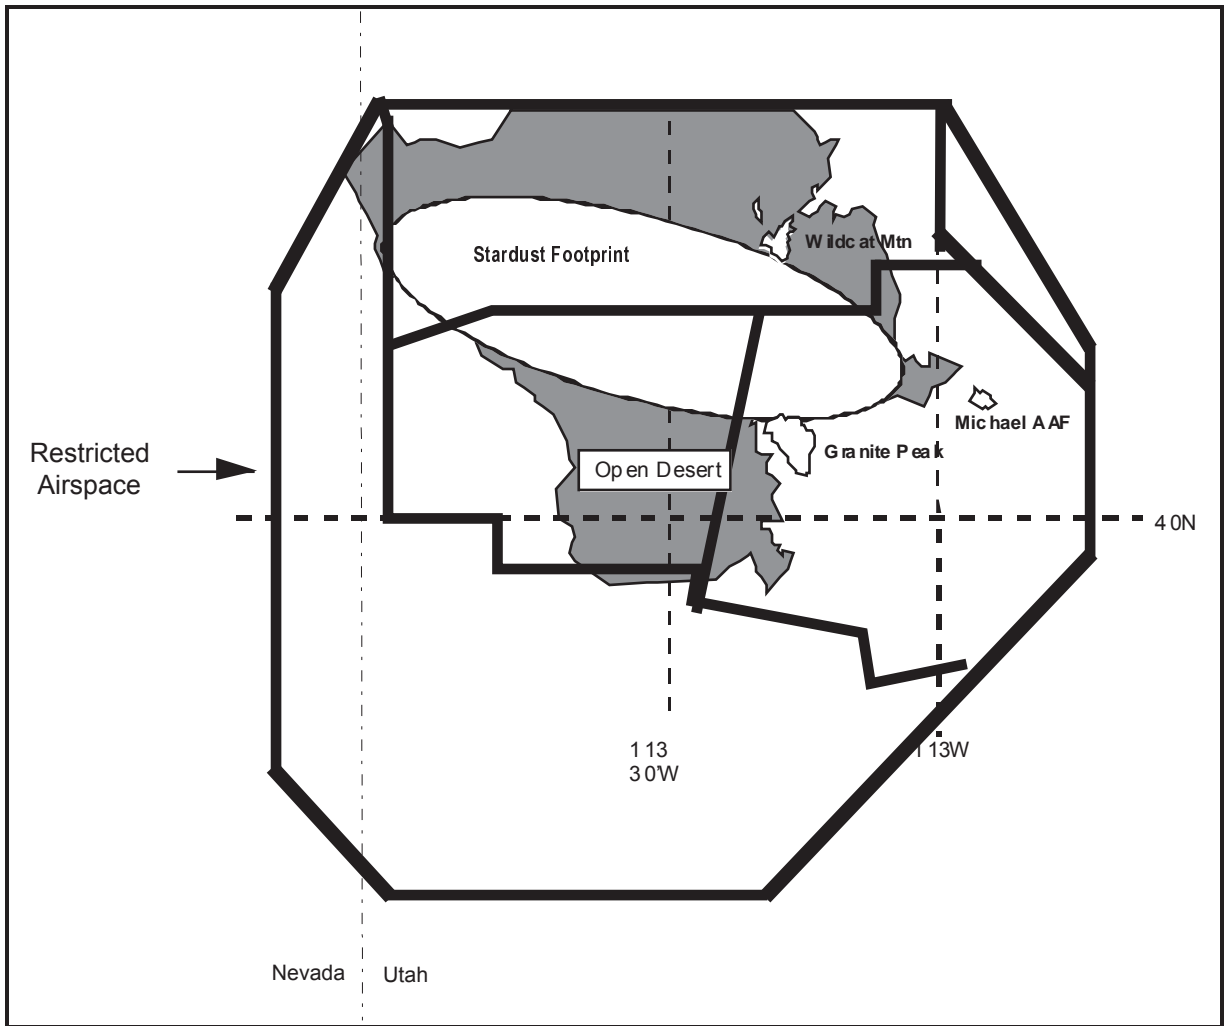 Wildcat Mtn
Stardust Footprint
Michael AAF
Granite Peak
Restricted
Airspace
Open Desert
40N
113
30'W
113W
Nevada
Utah